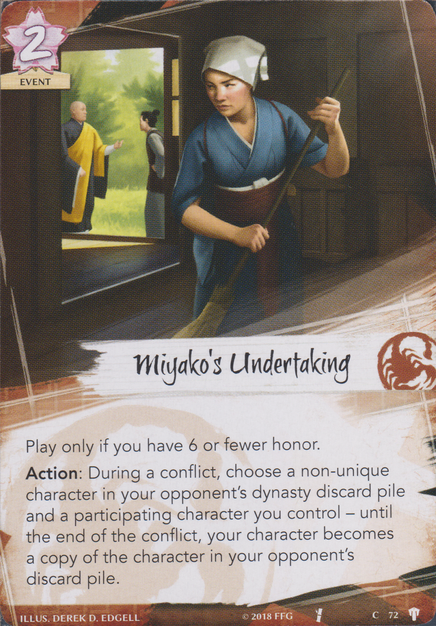 2
EVENT
Miyako's Undertaking
Play only if you have 6 or fewer honor.
Action: During a conflict, choose a non-unique
character in your opponent's dynasty discard pile
and a participating character you control – until
the end of the conflict, your character becomes
a copy of the character in your opponent's
discard pile.
ILLUS. DEREK D. EDGELL © 2018 FFG C 72